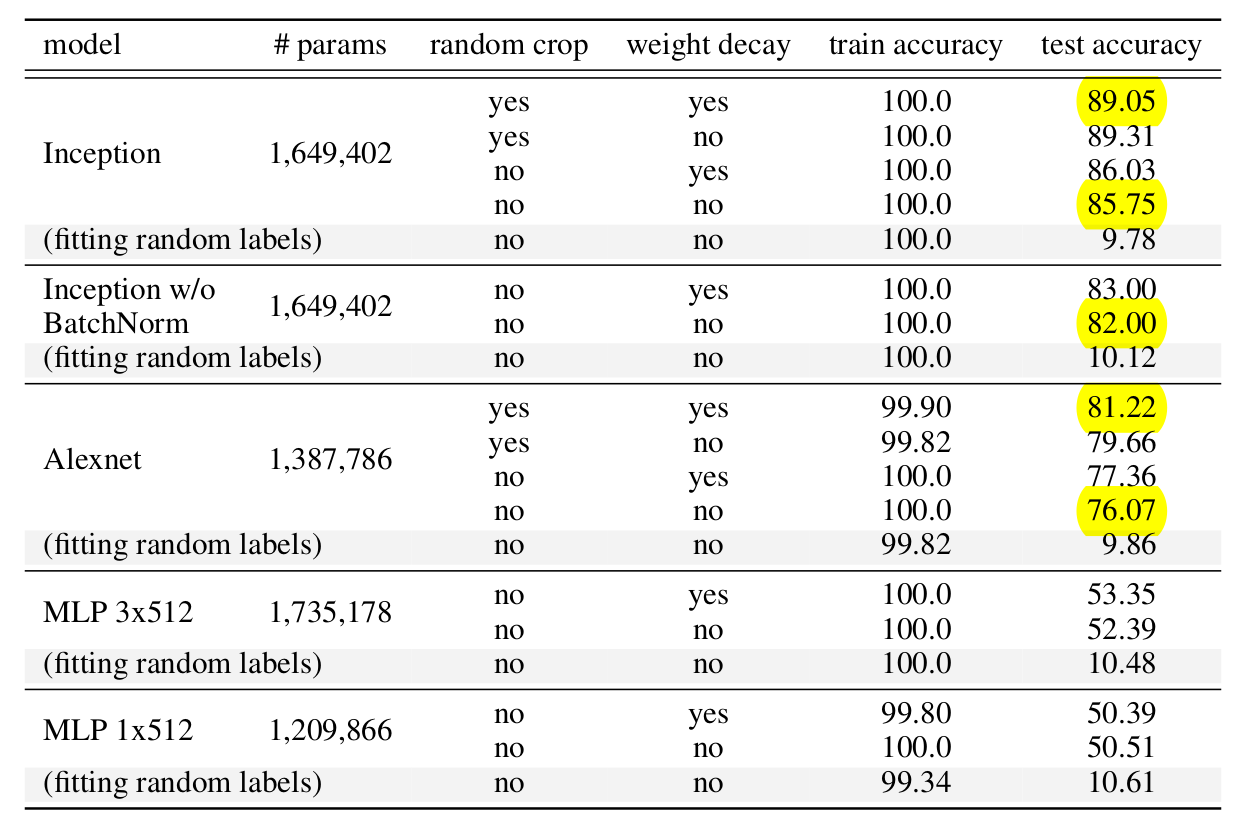 model # params random crop weight decay train accuracy test accuracy
yes yes 100.0 89.05
yes no 100.0 89.31
Inception 1,649,402
no yes 100.0 86.03
no no 100.0 85.75
(fitting random labels) no no 100.0 9.78
Inception w/o no yes 100.0 83.00
1,649,402
BatchNorm no no 100.0 82.00
(fitting random labels) no no 100.0 10.12
yes yes 99.90 81.22
yes no 99.82 79.66
Alexnet 1,387,786
no yes 100.0 77.36
no no 100.0 76.07
(fitting random labels) no no 99.82 9.86
no yes 100.0 53.35
MLP 3x512 1,735,178
no no 100.0 52.39
(fitting random labels) no no 100.0 10.48
no yes 99.80 50.39
MLP 1x512 1,209,866
no no 100.0 50.51
(fitting random labels) no no 99.34 10.61